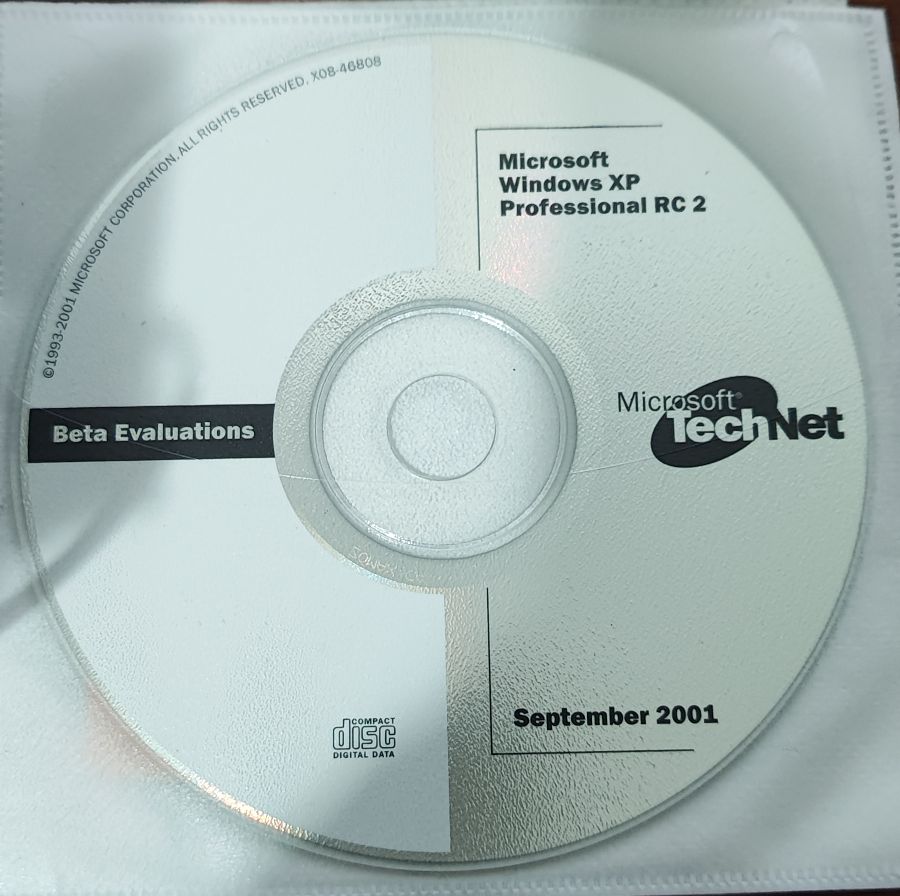 ©1993-2001 MICROSOFT CORPORATION. ALL RIGHTS RESERVED. X08-46808
Microsoft
Windows XP
Professional RC 2
Beta Evaluations
Microsoft®
TechNet
COMPACT
disc
DIGITAL DATA
September 2001